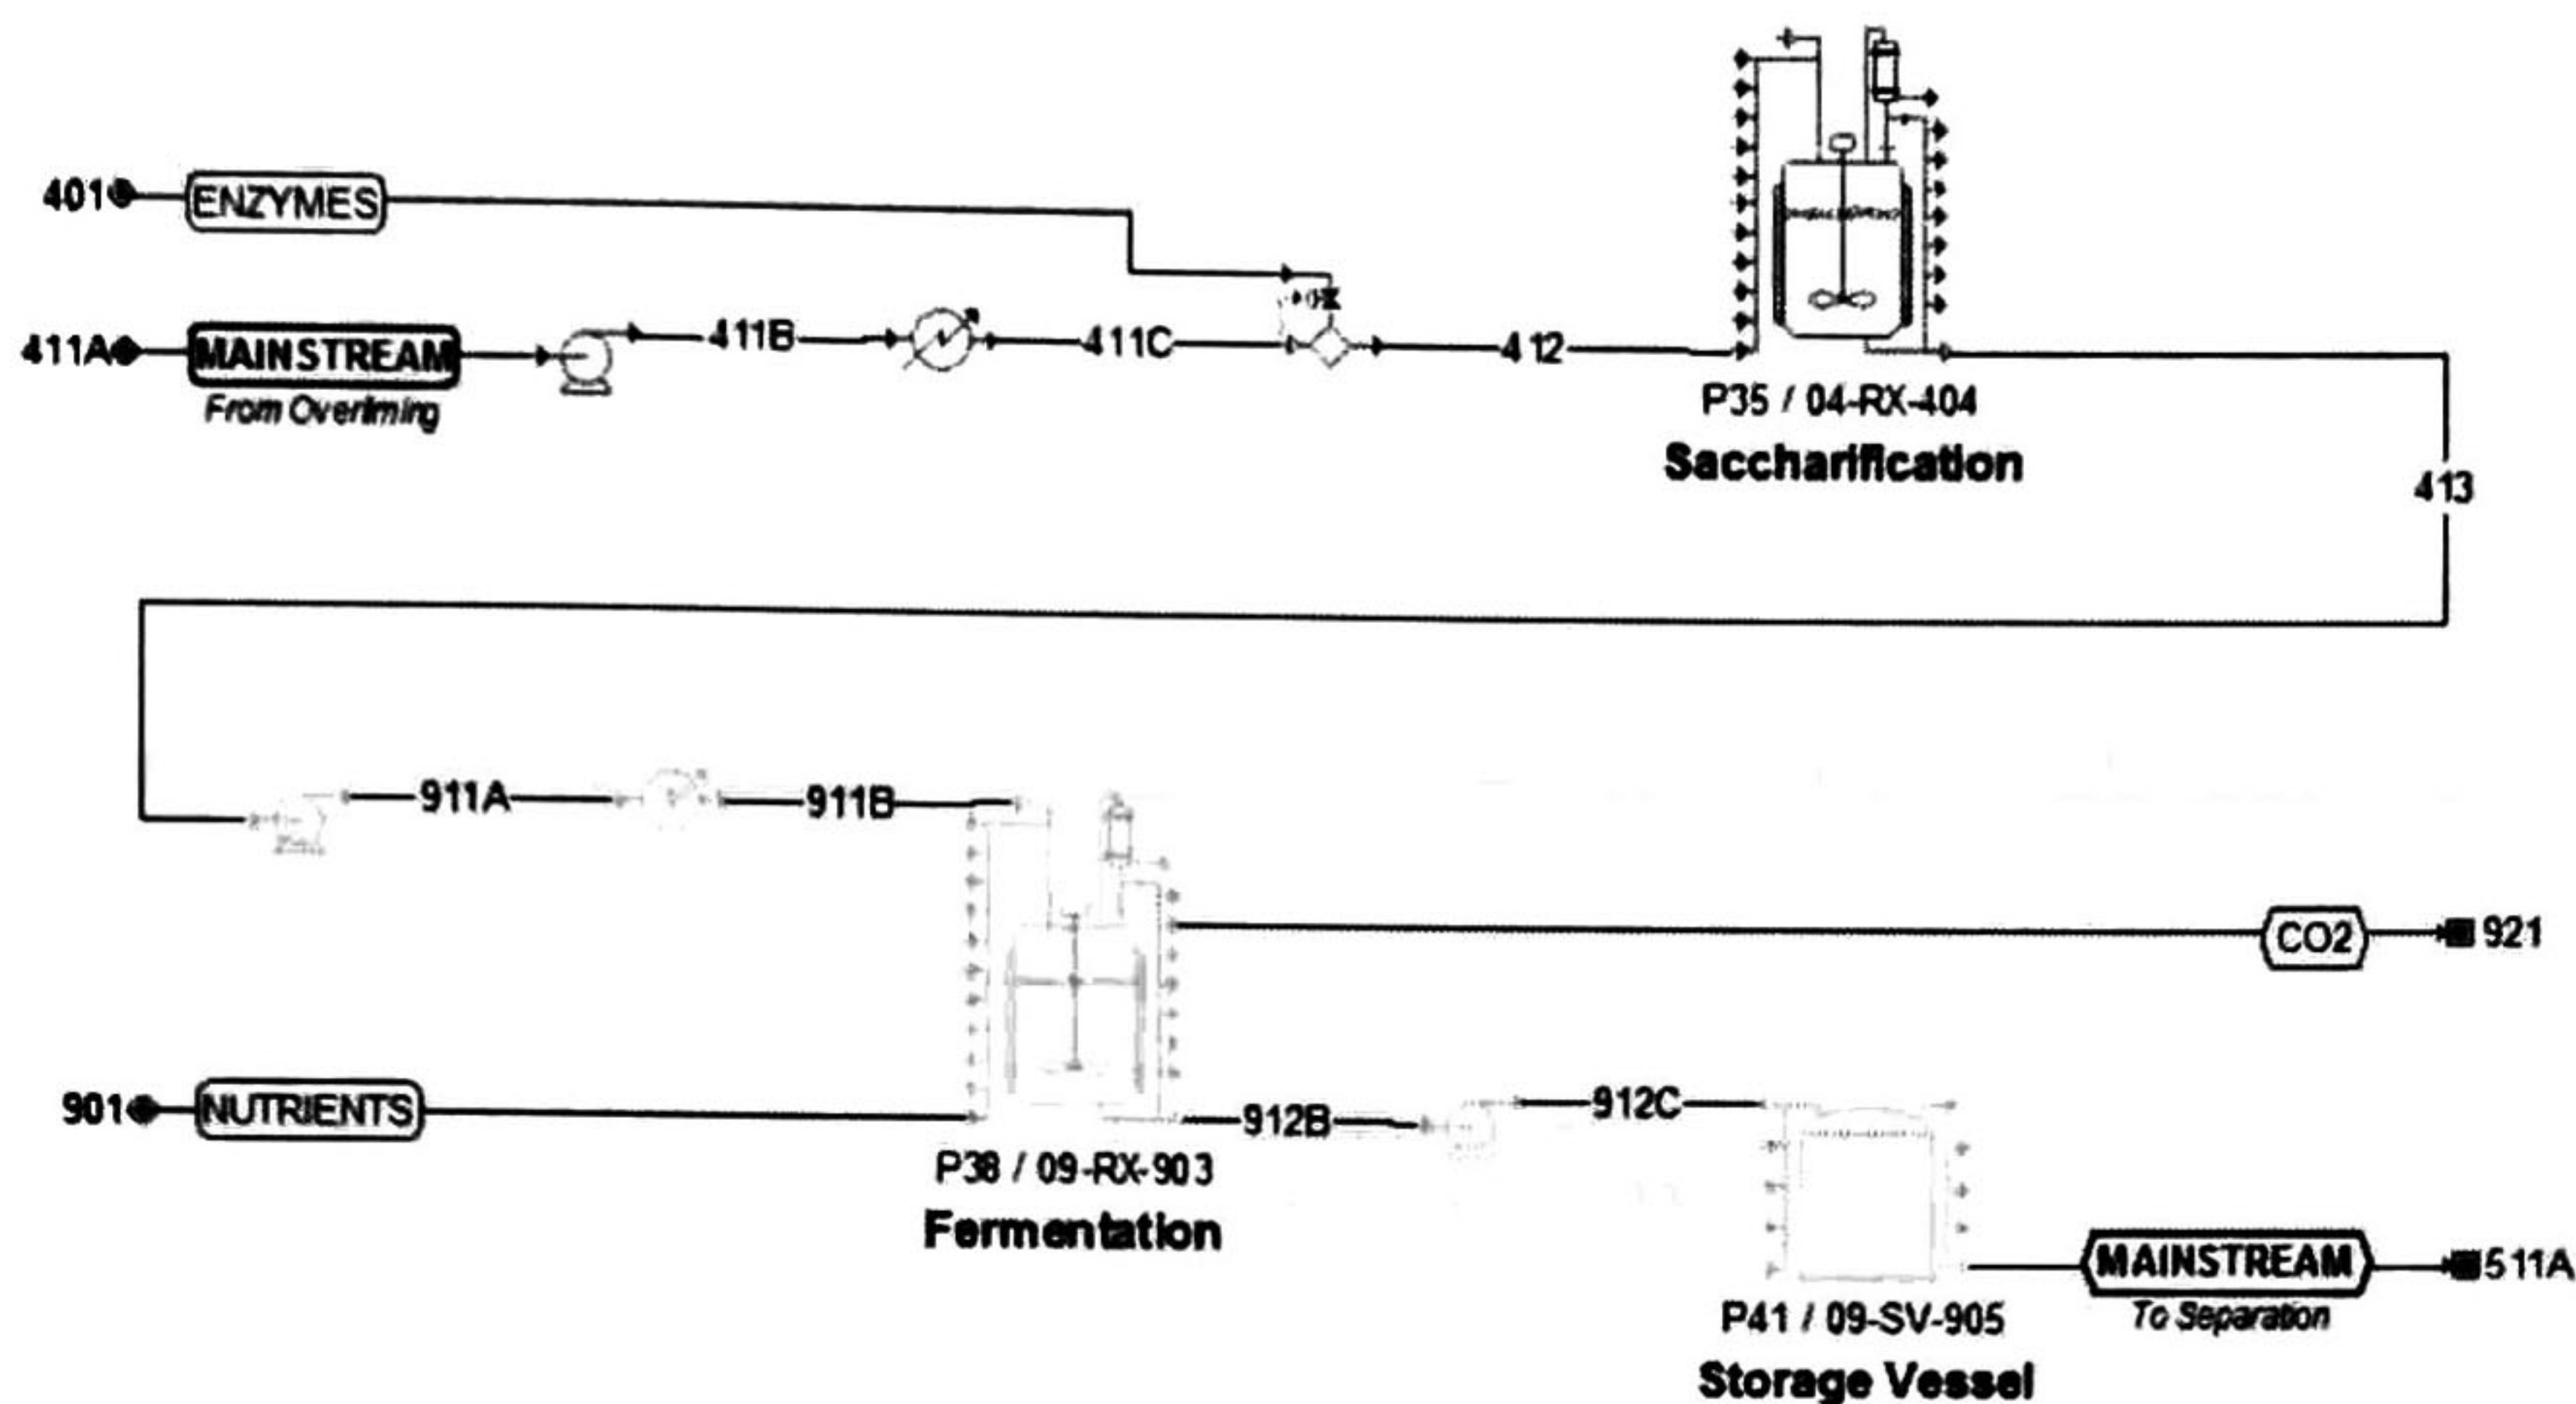 401 ENZYMES
411A MAINSTREAM 411B 411C 412
From Overliming
P35 / 04-RX-404
Saccharification
413
911A 911B
CO2 921
901 NUTRIENTS 912B 912C
P38 / 09-RX-903
Fermentation
MAINSTREAM 511A
To Separation
P41 / 09-SV-905
Storage Vessel